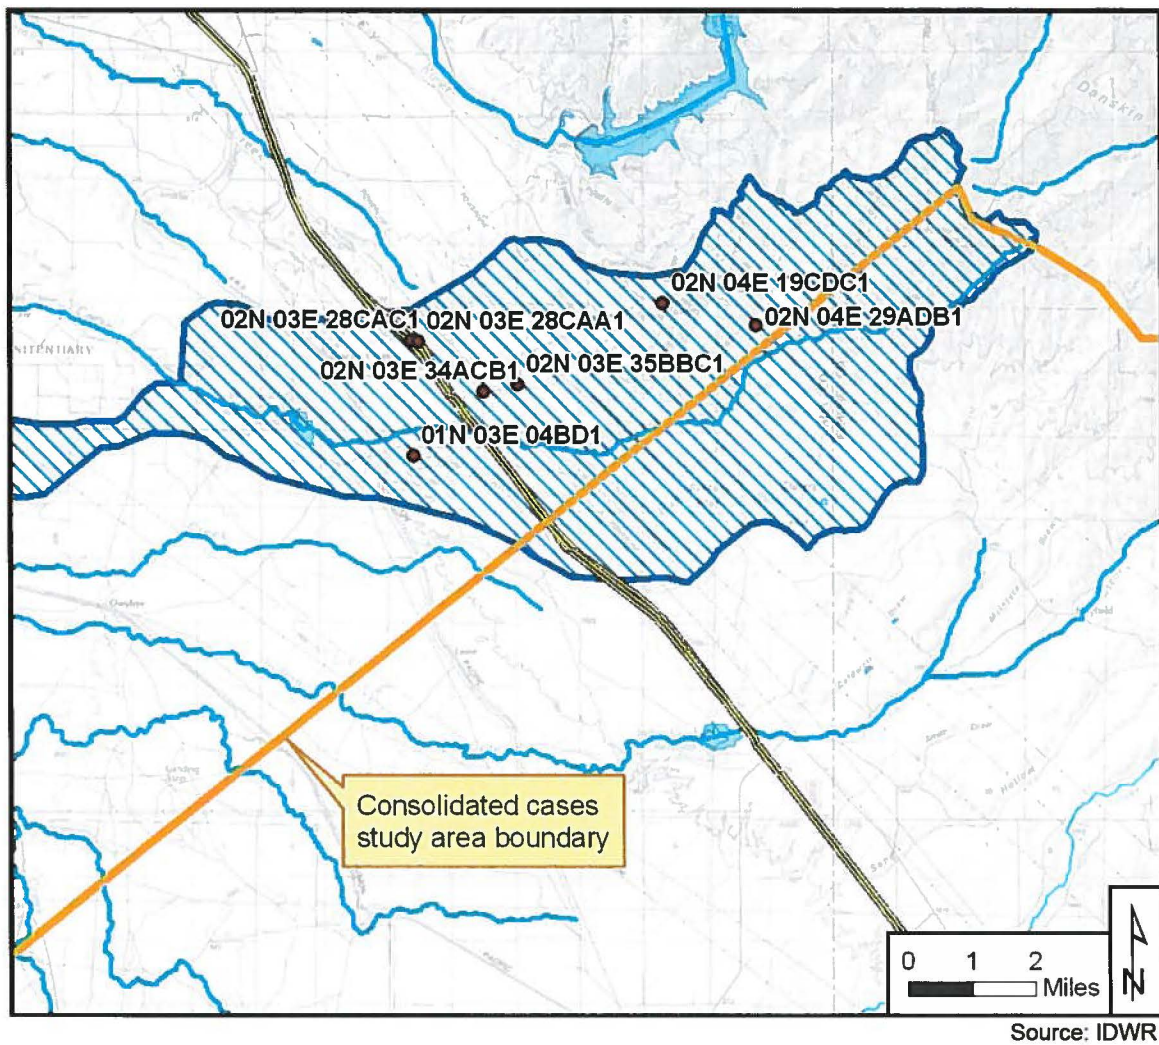 Danskin
02N 04E 19CDC1
02N 03E 28CAC1
02N 03E 28CAA1
02N 04E 29ADB1
02N 03E 34ACB1
02N 03E 35BBC1
01N 03E 04BD1
Consolidated cases
study area boundary
0 1 2
Miles
N
Source: IDWR